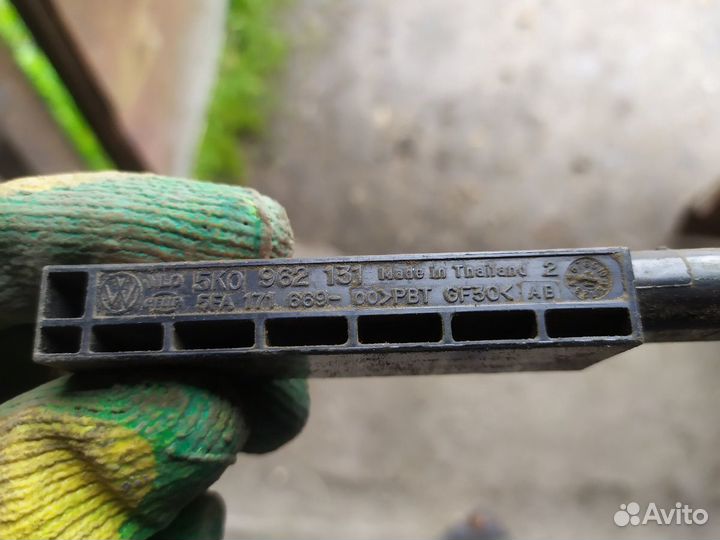 5K0 962 131 Made in Thailand 2
5FA 171 669-00 >PBT GF30< AB
Avito